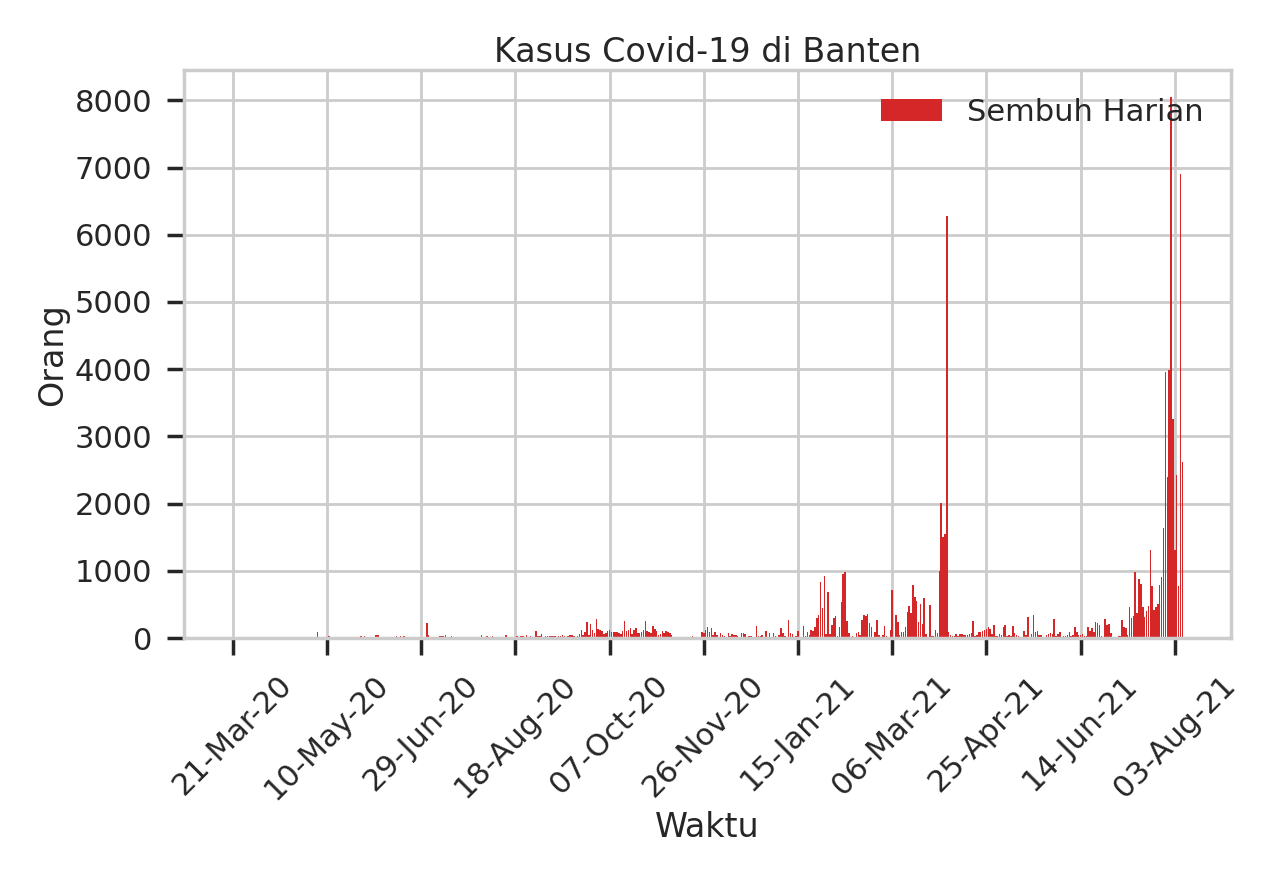 Kasus Covid-19 di Banten
Sembuh Harian
Orang
8000
7000
6000
5000
4000
3000
2000
1000
0
21-Mar-20
10-May-20
29-Jun-20
18-Aug-20
07-Oct-20
26-Nov-20
15-Jan-21
06-Mar-21
25-Apr-21
14-Jun-21
03-Aug-21
Waktu